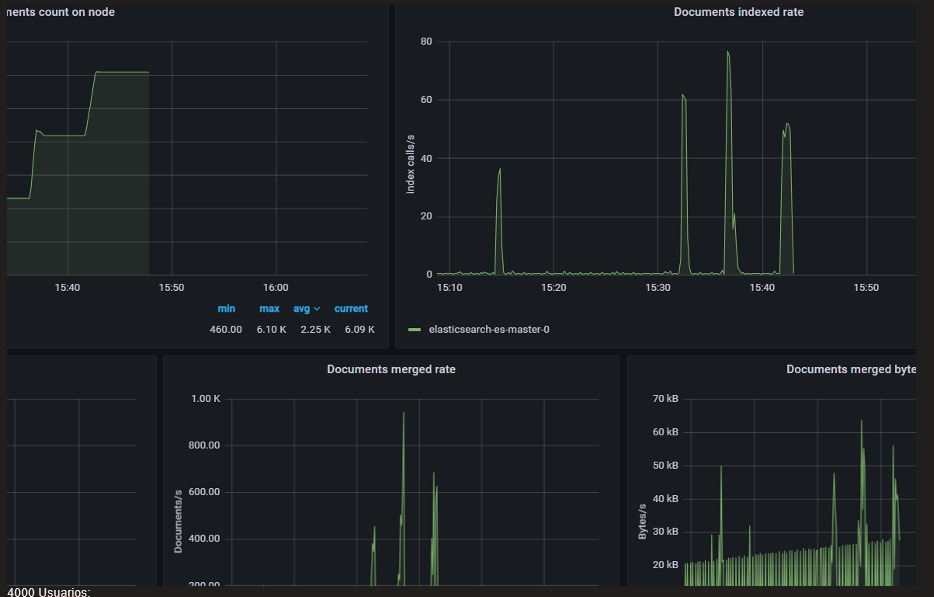 ments count on node
15:40 15:50 16:00
min max avg current
460.00 6.10 K 2.25 K 6.09 K
Documents indexed rate
index calls/s
80
60
40
20
0
15:10 15:20 15:30 15:40 15:50
elasticsearch-es-master-0
Documents merged rate
Documents/s
1.00 K
800.00
600.00
400.00
200.00
Documents merged byte
Bytes/s
70 kB
60 kB
50 kB
40 kB
30 kB
20 kB
4000 Usuarios: